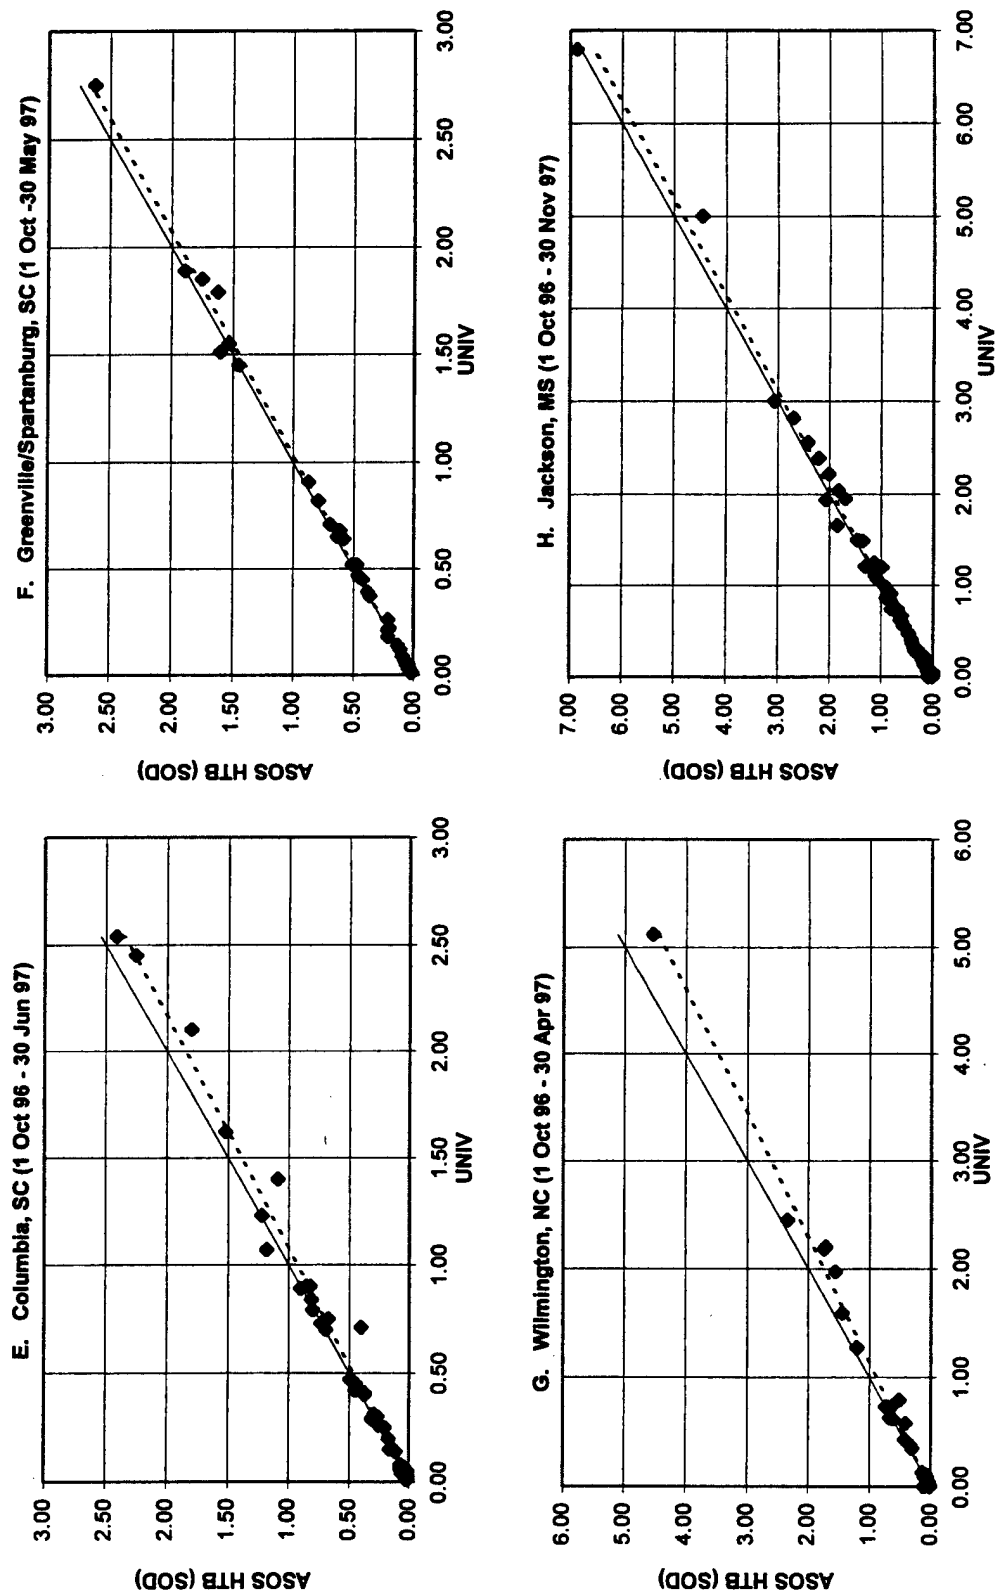 E. Columbia, SC (1 Oct 96 - 30 Jun 97)
ASOS HTB (SOD)
3.00
2.50
2.00
1.50
1.00
0.50
0.00
0.00 0.50 1.00 1.50 2.00 2.50 3.00
UNIV
F. Greenville/Spartanburg, SC (1 Oct -30 May 97)
ASOS HTB (SOD)
3.00
2.50
2.00
1.50
1.00
0.50
0.00
0.00 0.50 1.00 1.50 2.00 2.50 3.00
UNIV
G. Wilmington, NC (1 Oct 96 - 30 Apr 97)
ASOS HTB (SOD)
6.00
5.00
4.00
3.00
2.00
1.00
0.00
0.00 1.00 2.00 3.00 4.00 5.00 6.00
UNIV
H. Jackson, MS (1 Oct 96 - 30 Nov 97)
ASOS HTB (SOD)
7.00
6.00
5.00
4.00
3.00
2.00
1.00
0.00
0.00 1.00 2.00 3.00 4.00 5.00 6.00 7.00
UNIV